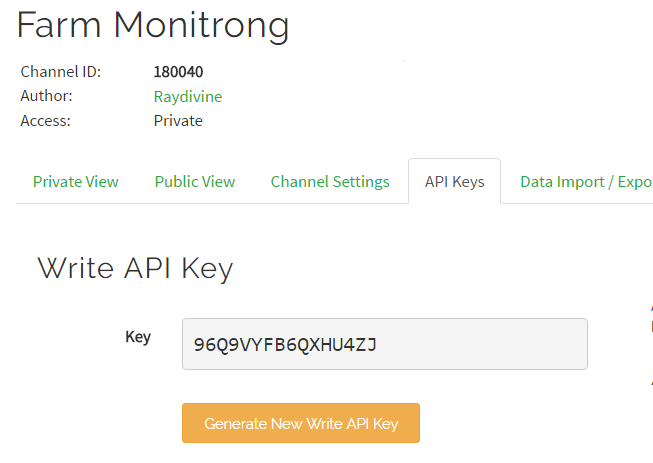 Farm Monitrong
Channel ID: 180040
Author: Raydivine
Access: Private
Private View Public View Channel Settings API Keys Data Import / Expo
Write API Key
Key 96Q9VYFB6QXHU4ZJ
Generate New Write API Key